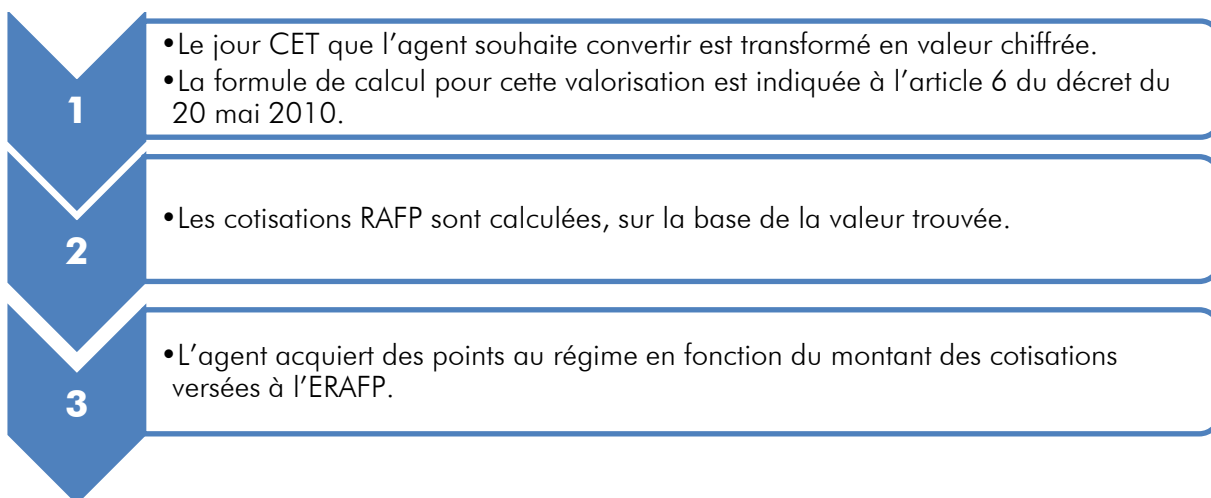 1
•Le jour CET que l’agent souhaite convertir est transformé en valeur chiffrée.
•La formule de calcul pour cette valorisation est indiquée à l’article 6 du décret du
20 mai 2010.
2
•Les cotisations RAFP sont calculées, sur la base de la valeur trouvée.
3
•L’agent acquiert des points au régime en fonction du montant des cotisations
versées à l’ERAFP.